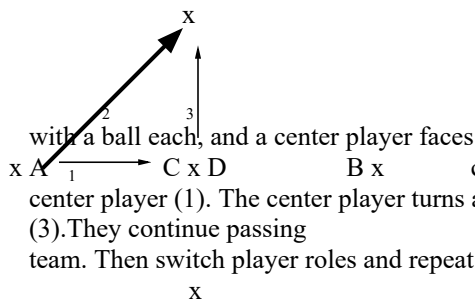 x
2
3
with a ball each, and a center player faces
x A C x D B x
1
center player (1). The center player turns a
(3).They continue passing
team. Then switch player roles and repeat
x